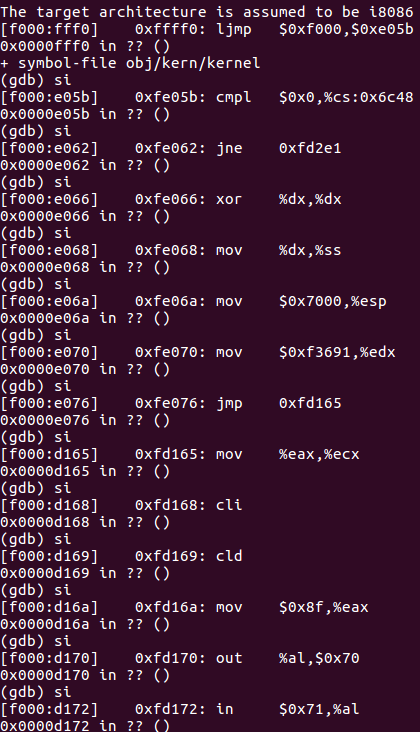 The target architecture is assumed to be i8086
[f000:fff0]    0xffff0: ljmp   $0xf000,$0xe05b
0x0000fff0 in ?? ()
+ symbol-file obj/kern/kernel
(gdb) si
[f000:e05b]    0xfe05b: cmpl   $0x0,%cs:0x6c48
0x0000e05b in ?? ()
(gdb) si
[f000:e062]    0xfe062: jne    0xfd2e1
0x0000e062 in ?? ()
(gdb) si
[f000:e066]    0xfe066: xor    %dx,%dx
0x0000e066 in ?? ()
(gdb) si
[f000:e068]    0xfe068: mov    %dx,%ss
0x0000e068 in ?? ()
(gdb) si
[f000:e06a]    0xfe06a: mov    $0x7000,%esp
0x0000e06a in ?? ()
(gdb) si
[f000:e070]    0xfe070: mov    $0xf3691,%edx
0x0000e070 in ?? ()
(gdb) si
[f000:e076]    0xfe076: jmp    0xfd165
0x0000e076 in ?? ()
(gdb) si
[f000:d165]    0xfd165: mov    %eax,%ecx
0x0000d165 in ?? ()
(gdb) si
[f000:d168]    0xfd168: cli
0x0000d168 in ?? ()
(gdb) si
[f000:d169]    0xfd169: cld
0x0000d169 in ?? ()
(gdb) si
[f000:d16a]    0xfd16a: mov    $0x8f,%eax
0x0000d16a in ?? ()
(gdb) si
[f000:d170]    0xfd170: out    %al,$0x70
0x0000d170 in ?? ()
(gdb) si
[f000:d172]    0xfd172: in     $0x71,%al
0x0000d172 in ?? ()